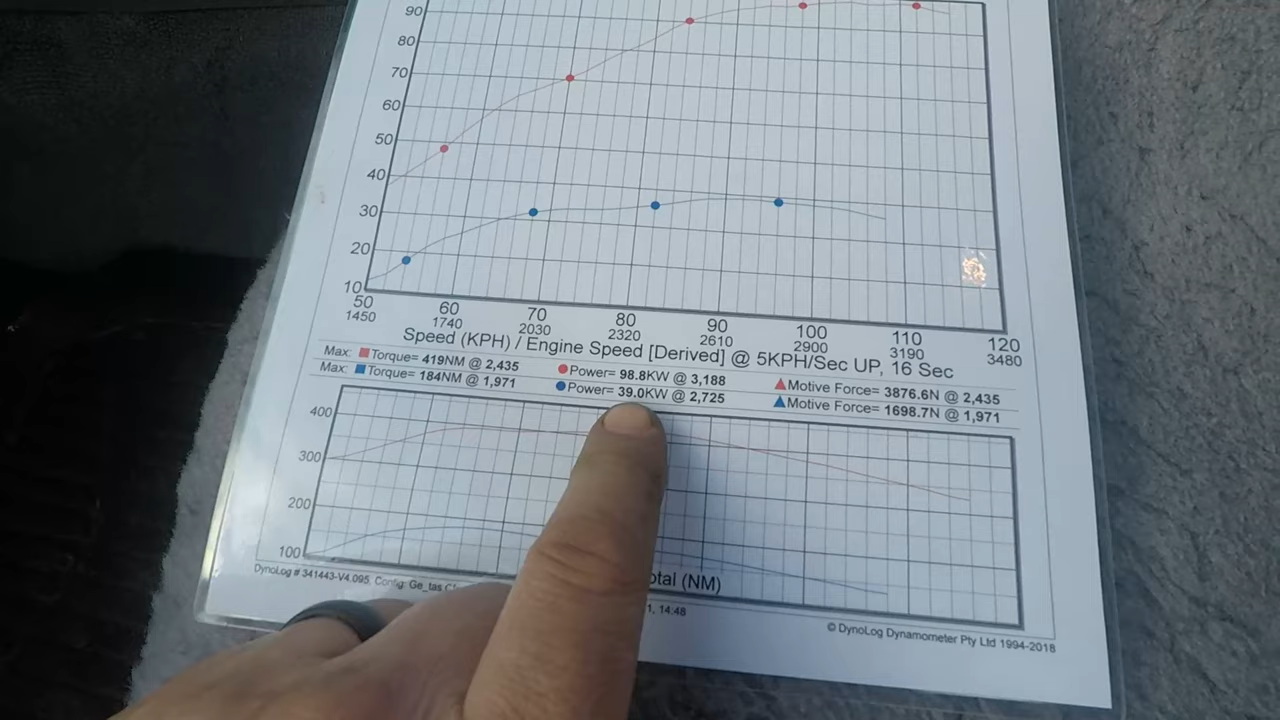 90
80
70
60
50
40
30
20
10
50 60 70 80 90 100 110 120
1450 1740 2030 2320 2610 2900 3190 3480
Speed (KPH) / Engine Speed [Derived] @ 5KPH/Sec UP, 16 Sec
Max: Torque= 419NM @ 2,435 Power= 98.8KW @ 3,188 Motive Force= 3876.6N @ 2,435
Max: Torque= 184NM @ 1,971 Power= 39.0KW @ 2,725 Motive Force= 1698.7N @ 1,971
400
300
200
100
otal (NM)
DynoLog # 341443-V4.095, Config: Ge_tas
1, 14:48
© DynoLog Dynamometer Pty Ltd 1994-2018